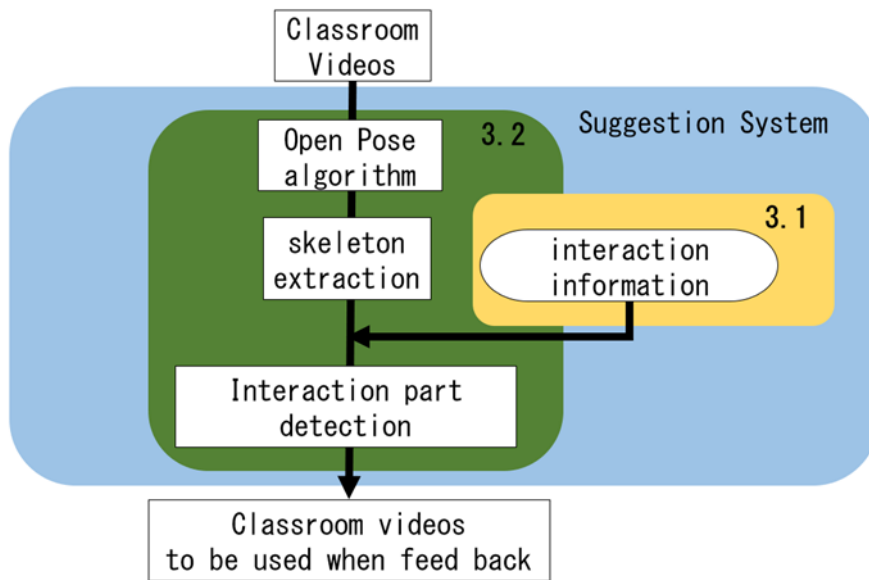 Classroom
Videos
Suggestion System
3.2
Open Pose
algorithm
3.1
skeleton
extraction
interaction
information
Interaction part
detection
Classroom videos
to be used when feed back